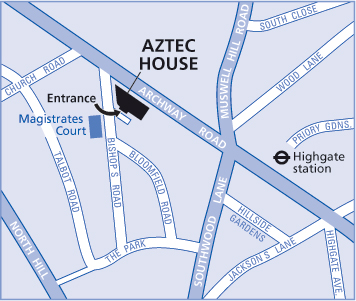 AZTEC
HOUSE
SOUTH CLOSE
MUSWELL HILL ROAD
WOOD LANE
CHURCH ROAD
Entrance
ARCHWAY ROAD
Magistrates
Court
PRIORY GDNS.
Highgate
station
TALBOT ROAD
BISHOP'S ROAD
BLOOMFIELD ROAD
HILLSIDE
GARDENS
SOUTHWOOD LANE
JACKSON'S LANE
HIGHGATE AVE.
NORTH HILL
THE PARK